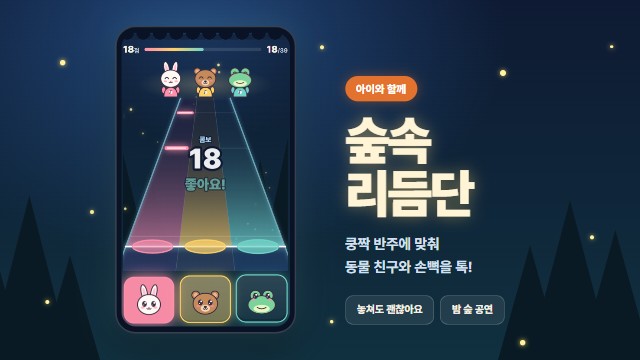 18점
18/30
콤보
18
좋아요!
아이와 함께
숲속
리듬단
쿵짝 반주에 맞춰
동물 친구와 손뼉을 톡!
놓쳐도 괜찮아요
밤 숲 공연